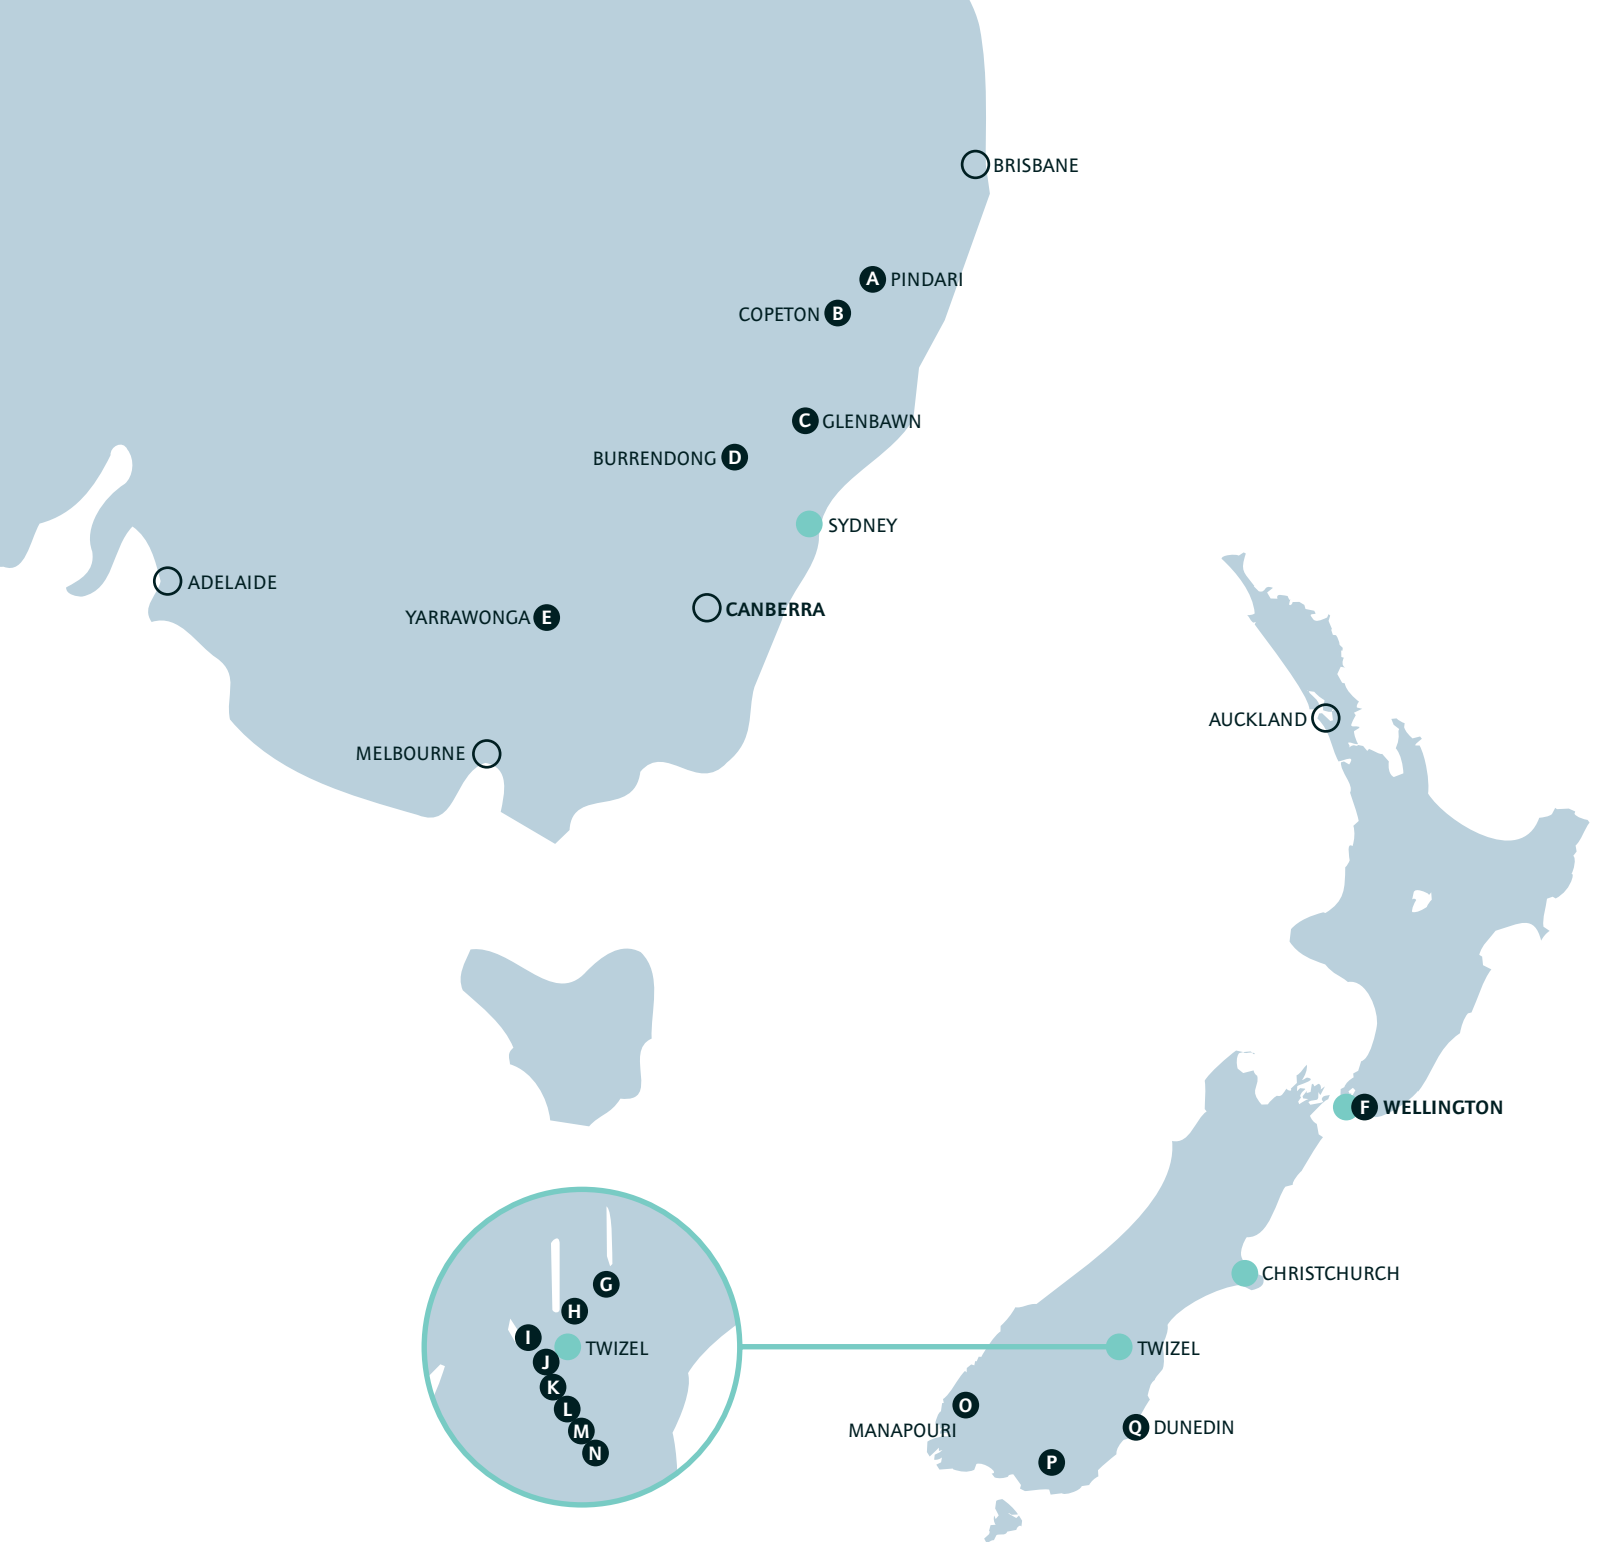 BRISBANE
A PINDARI
COPETON B
C GLENBAWN
BURRENDONG D
SYDNEY
ADELAIDE
YARRAWONGA E
CANBERRA
AUCKLAND
MELBOURNE
F WELLINGTON
CHRISTCHURCH
G
H
I
TWIZEL
TWIZEL
J
K
L
M
N
O
MANAPOURI
Q DUNEDIN
P